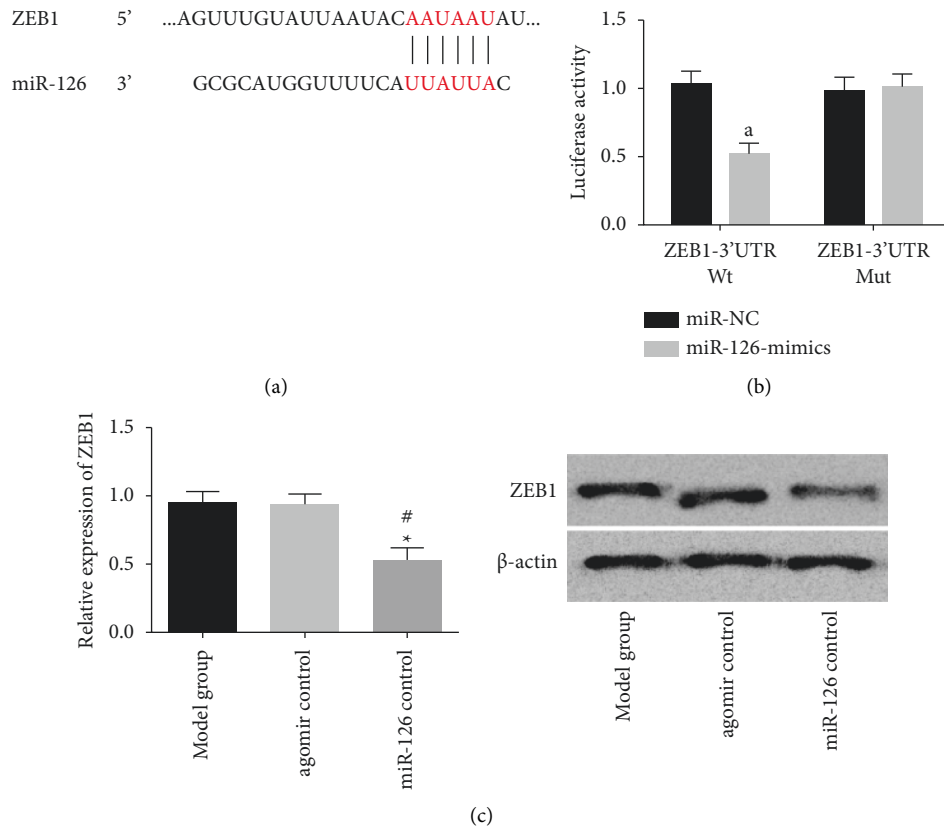 ZEB1 5’ ...AGUUUGUAUUAAUACAAUAAUAU...
miR-126 3’ GCGCAUGGUUUUCAUUAUUAC
(a)
Luciferase activity
1.5
1.0
0.5
0.0
a
ZEB1-3’UTR
Wt
ZEB1-3’UTR
Mut
miR-NC
miR-126-mimics
(b)
Relative expression of ZEB1
1.5
1.0
0.5
0.0
#
*
Model group
agomir control
miR-126 control
ZEB1
β-actin
Model group
agomir control
miR-126 control
(c)